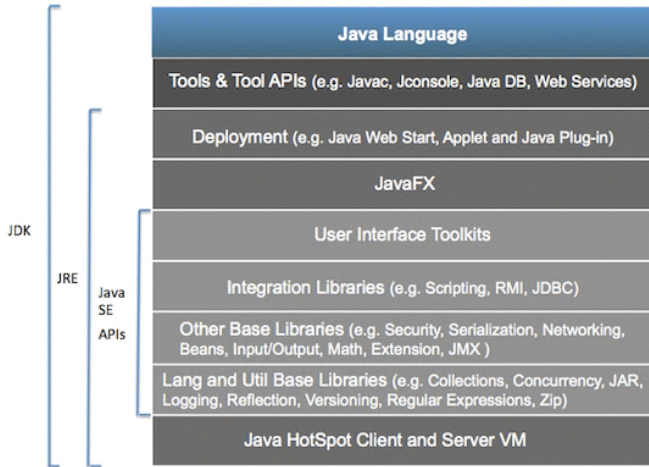 Java Language
Tools & Tool APIs (e.g. Javac, Jconsole, Java DB, Web Services)
Deployment (e.g. Java Web Start, Applet and Java Plug-in)
JavaFX
User Interface Toolkits
Integration Libraries (e.g. Scripting, RMI, JDBC)
Other Base Libraries (e.g. Security, Serialization, Networking,
Beans, Input/Output, Math, Extension, JMX )
Lang and Util Base Libraries (e.g. Collections, Concurrency, JAR,
Logging, Reflection, Versioning, Regular Expressions, Zip)
Java HotSpot Client and Server VM
JDK
JRE
Java
SE
APIs